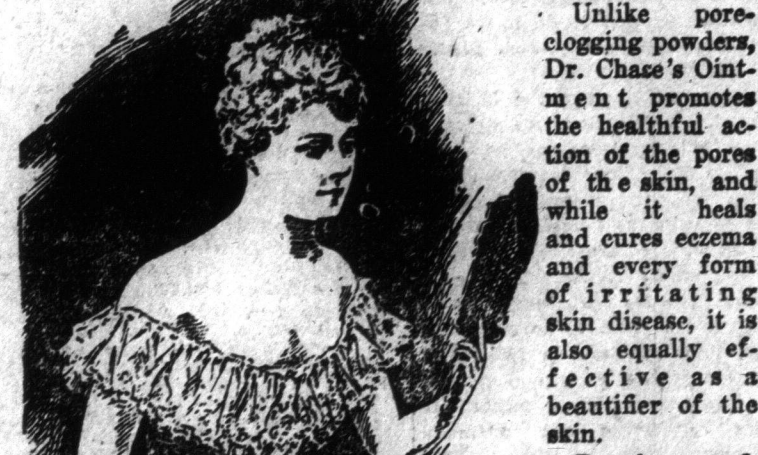 Unlike pore-
clogging powders,
Dr. Chase's Oint-
ment promotes
the healthful ac-
tion of the pores
of the skin, and
while it heals
and cures eczema
and every form
of irritating
skin disease, it is
also equally ef-
fective as a
beautifier of the
skin.